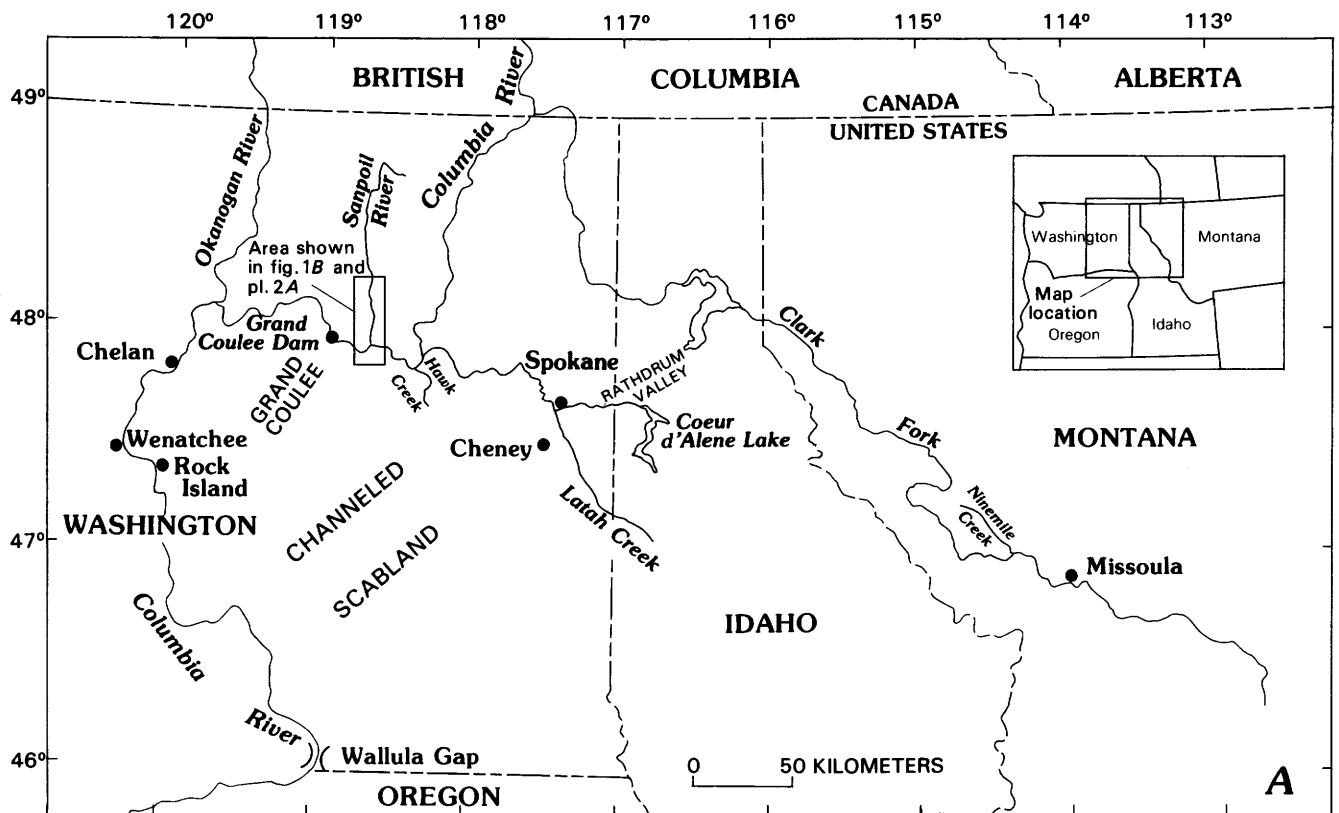 120° 119° 118° 117° 116° 115° 114° 113°
BRITISH COLUMBIA ALBERTA
49°
CANADA
UNITED STATES
Okanogan River
Sanpoil
River
Columbia River
Area shown
in fig. 1B and
pl. 2A
Washington
Montana
Map
location
Oregon
Idaho
48°
Grand
Coulee Dam
Chelan
GRAND
COULEE
Hawk
Creek
Spokane
RATHDRUM
VALLEY
Clark
Fork
Coeur
d'Alene Lake
MONTANA
Wenatchee
Rock
Island
Cheney
CHANNELED
SCABLAND
Latah Creek
Ninemile
Creek
47°
WASHINGTON
Missoula
IDAHO
Columbia
River
46°
Wallula Gap
0 50 KILOMETERS
OREGON
A